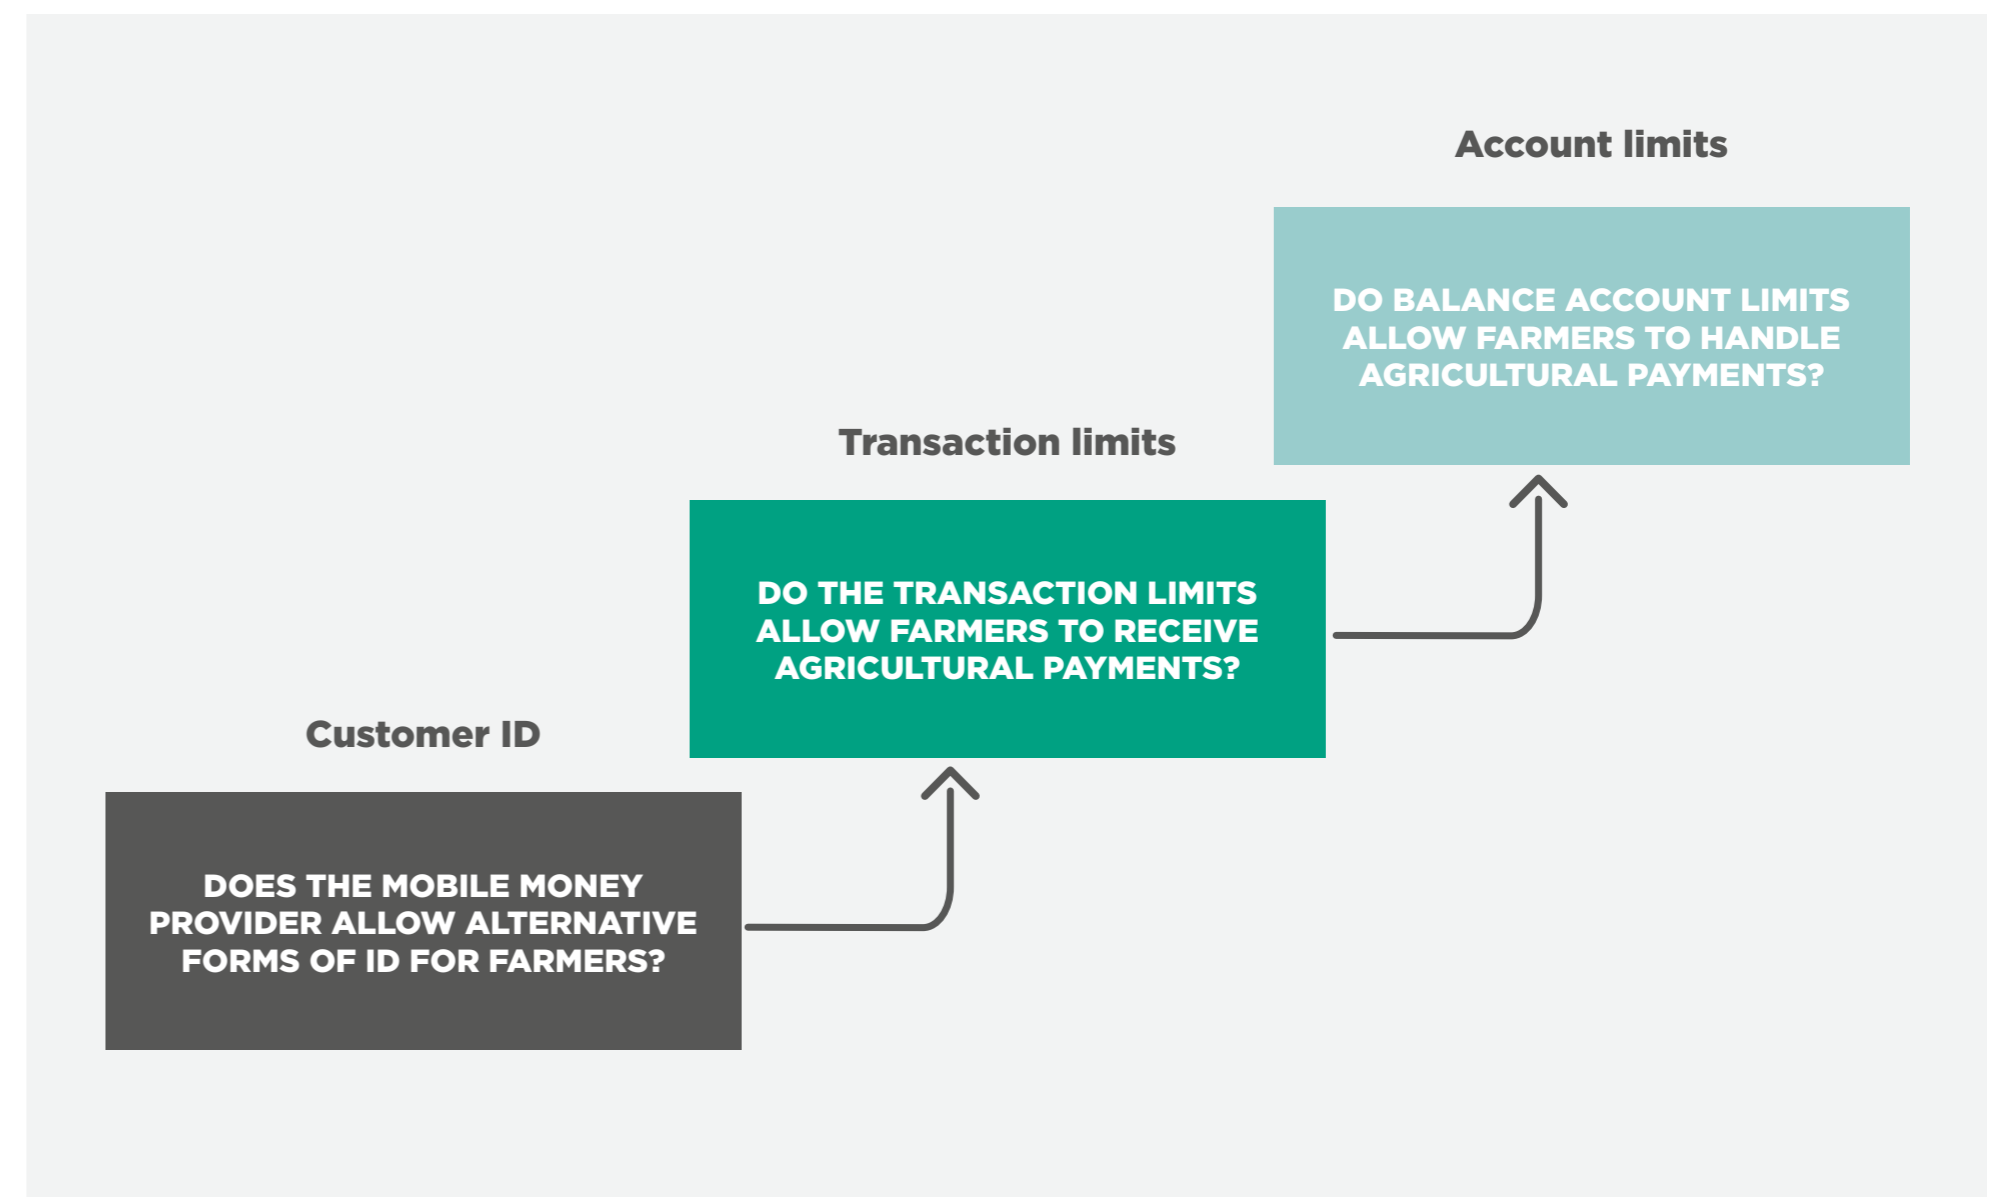 Account limits
DO BALANCE ACCOUNT LIMITS
ALLOW FARMERS TO HANDLE
AGRICULTURAL PAYMENTS?
Transaction limits
DO THE TRANSACTION LIMITS
ALLOW FARMERS TO RECEIVE
AGRICULTURAL PAYMENTS?
Customer ID
DOES THE MOBILE MONEY
PROVIDER ALLOW ALTERNATIVE
FORMS OF ID FOR FARMERS?